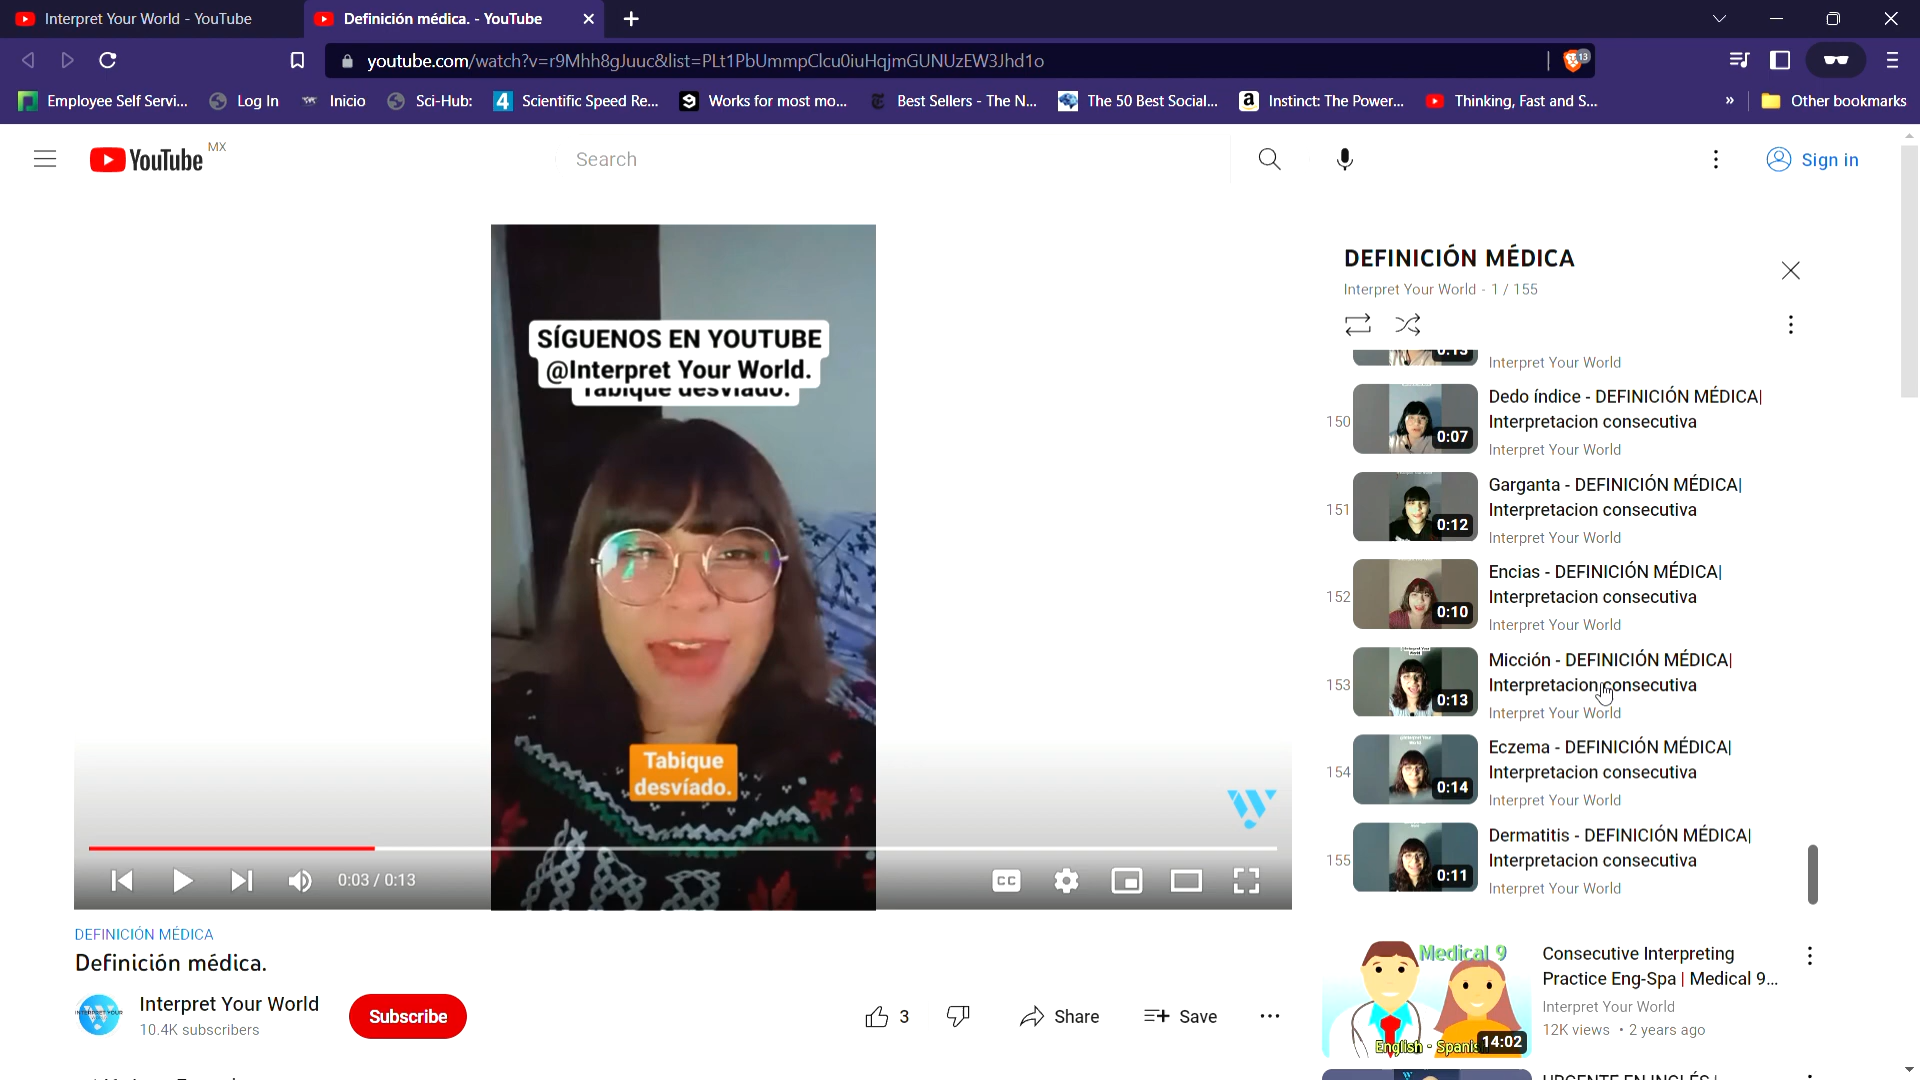 Interpret Your World - YouTube
Definición médica. - YouTube
youtube.com/watch?v=r9Mhh8gJuuc&list=PLt1PbUmmpClcu0iuHqjmGUNUzEW3Jhd1o
13
Employee Self Servi...
Log In
Inicio
Sci-Hub:
Scientific Speed Re...
Works for most mo...
Best Sellers - The N...
The 50 Best Social...
Instinct: The Power...
Thinking, Fast and S...
»
Other bookmarks
YouTube MX
Search
Sign in
SÍGUENOS EN YOUTUBE
@Interpret Your World.
Tabique desviado.
Tabique
desvíado.
0:03 / 0:13
CC
DEFINICIÓN MÉDICA
Definición médica.
Interpret Your World
10.4K subscribers
Subscribe
3
Share
Save
DEFINICIÓN MÉDICA
Interpret Your World - 1 / 155
0:13
Interpret Your World
150
0:07
Dedo índice - DEFINICIÓN MÉDICA|
Interpretacion consecutiva
Interpret Your World
151
0:12
Garganta - DEFINICIÓN MÉDICA|
Interpretacion consecutiva
Interpret Your World
152
0:10
Encias - DEFINICIÓN MÉDICA|
Interpretacion consecutiva
Interpret Your World
153
0:13
Micción - DEFINICIÓN MÉDICA|
Interpretacion consecutiva
Interpret Your World
154
0:14
Eczema - DEFINICIÓN MÉDICA|
Interpretacion consecutiva
Interpret Your World
155
0:11
Dermatitis - DEFINICIÓN MÉDICA|
Interpretacion consecutiva
Interpret Your World
Medical 9
English - Spanish
14:02
Consecutive Interpreting
Practice Eng-Spa | Medical 9...
Interpret Your World
12K views • 2 years ago
URGENTE EN INGLÉS |